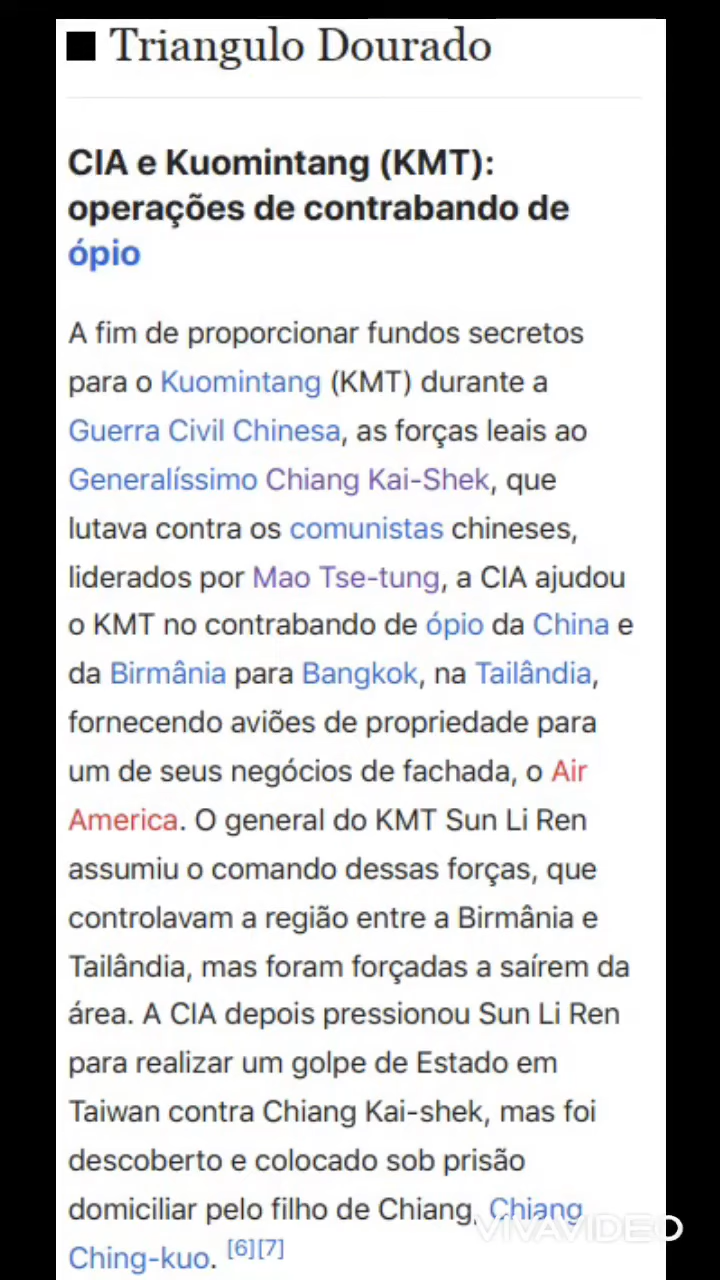 ■ Triangulo Dourado
CIA e Kuomintang (KMT):
operações de contrabando de
ópio
A fim de proporcionar fundos secretos
para o Kuomintang (KMT) durante a
Guerra Civil Chinesa, as forças leais ao
Generalíssimo Chiang Kai-Shek, que
lutava contra os comunistas chineses,
liderados por Mao Tse-tung, a CIA ajudou
o KMT no contrabando de ópio da China e
da Birmânia para Bangkok, na Tailândia,
fornecendo aviões de propriedade para
um de seus negócios de fachada, o Air
America. O general do KMT Sun Li Ren
assumiu o comando dessas forças, que
controlavam a região entre a Birmânia e
Tailândia, mas foram forçadas a saírem da
área. A CIA depois pressionou Sun Li Ren
para realizar um golpe de Estado em
Taiwan contra Chiang Kai-shek, mas foi
descoberto e colocado sob prisão
domiciliar pelo filho de Chiang, Chiang
Ching-kuo. [6][7]
VIVAVIDEO